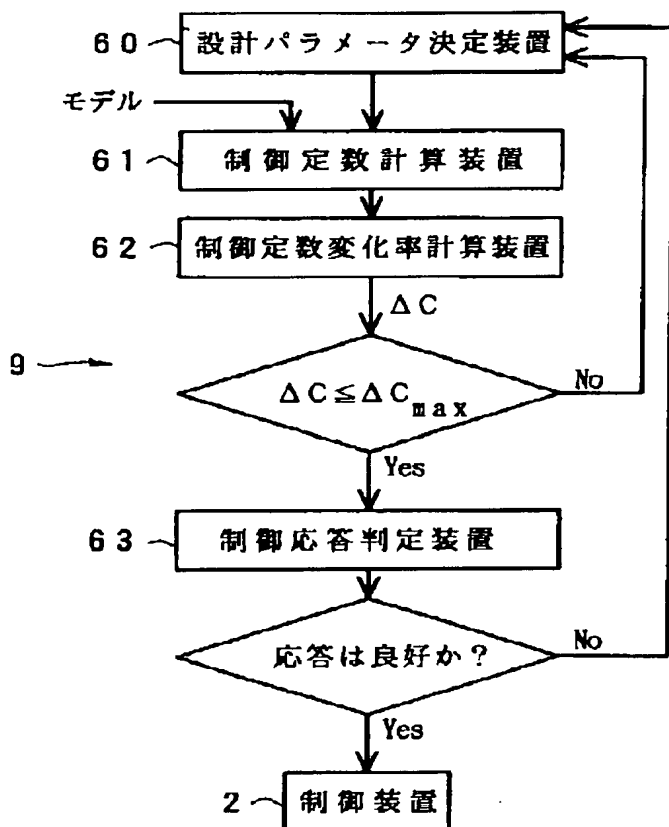 60 設計パラメータ決定装置
モデル
61 制御定数計算装置
62 制御定数変化率計算装置
ΔC
9
ΔC≦ΔCmax
No
Yes
63 制御応答判定装置
応答は良好か？
No
Yes
2 制御装置